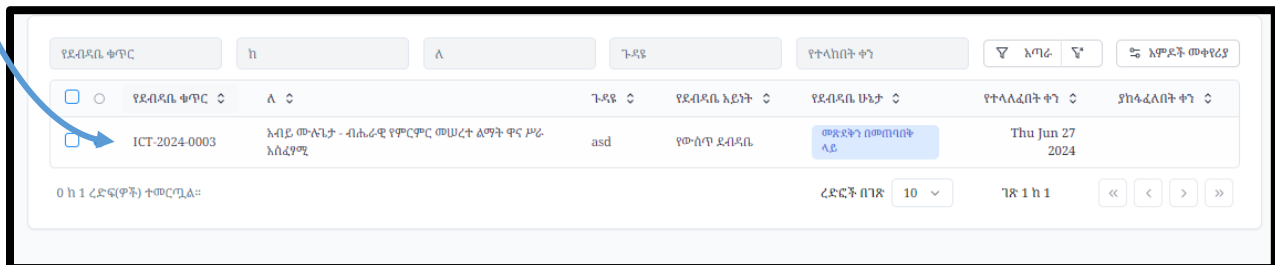 የደብዳቤ ቁጥር ከ ለ ጉዳዩ የተላከበት ቀን አጣራ አምዶች መቀየሪያ
የደብዳቤ ቁጥር ለ ጉዳዩ የደብዳቤ አይነት የደብዳቤ ሁኔታ የተላለፈበት ቀን ያከፋፈለበት ቀን
ICT-2024-0003 አብይ ሙሉጌታ - ብሔራዊ የምርምር መሠረተ ልማት ዋና ሥራ አስፈፃሚ asd የውስጥ ደብዳቤ መጽደቅን በመጠባበቅ ላይ Thu Jun 27 2024
0 ከ 1 ረድፍ(ዎች) ተመርጧል። ረድፎች በገጽ 10 ገጽ 1 ከ 1